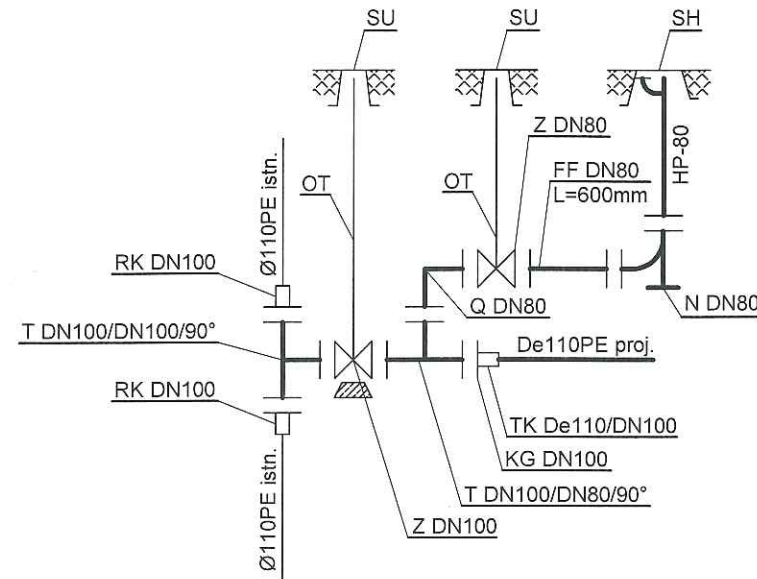 SU
SU
SH
Z DN80
FF DN80
L=600mm
HP-80
OT
OT
Ø110PE istn.
RK DN100
Q DN80
N DN80
T DN100/DN100/90°
De110PE proj.
RK DN100
TK De110/DN100
KG DN100
T DN100/DN80/90°
Z DN100
Ø110PE istn.